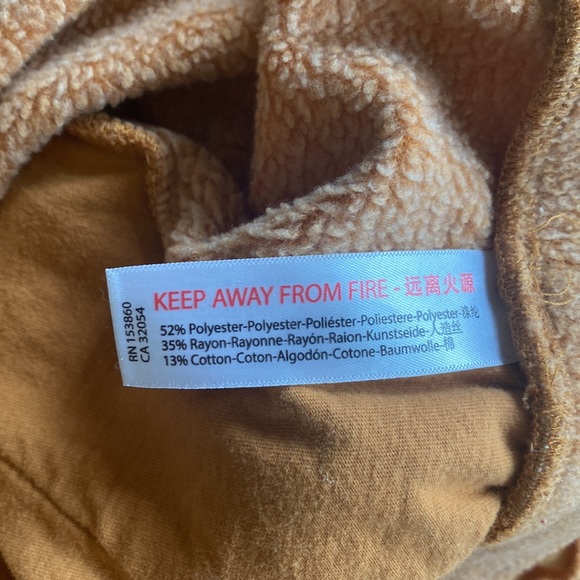 KEEP AWAY FROM FIRE - 远离火源
52% Polyester-Polyester-Poliéster-Poliestere-Polyester-涤纶
35% Rayon-Rayonne-Rayón-Raion-Kunstseide-人造丝
13% Cotton-Coton-Algodón-Cotone-Baumwolle-棉
RN 153860
CA 32054